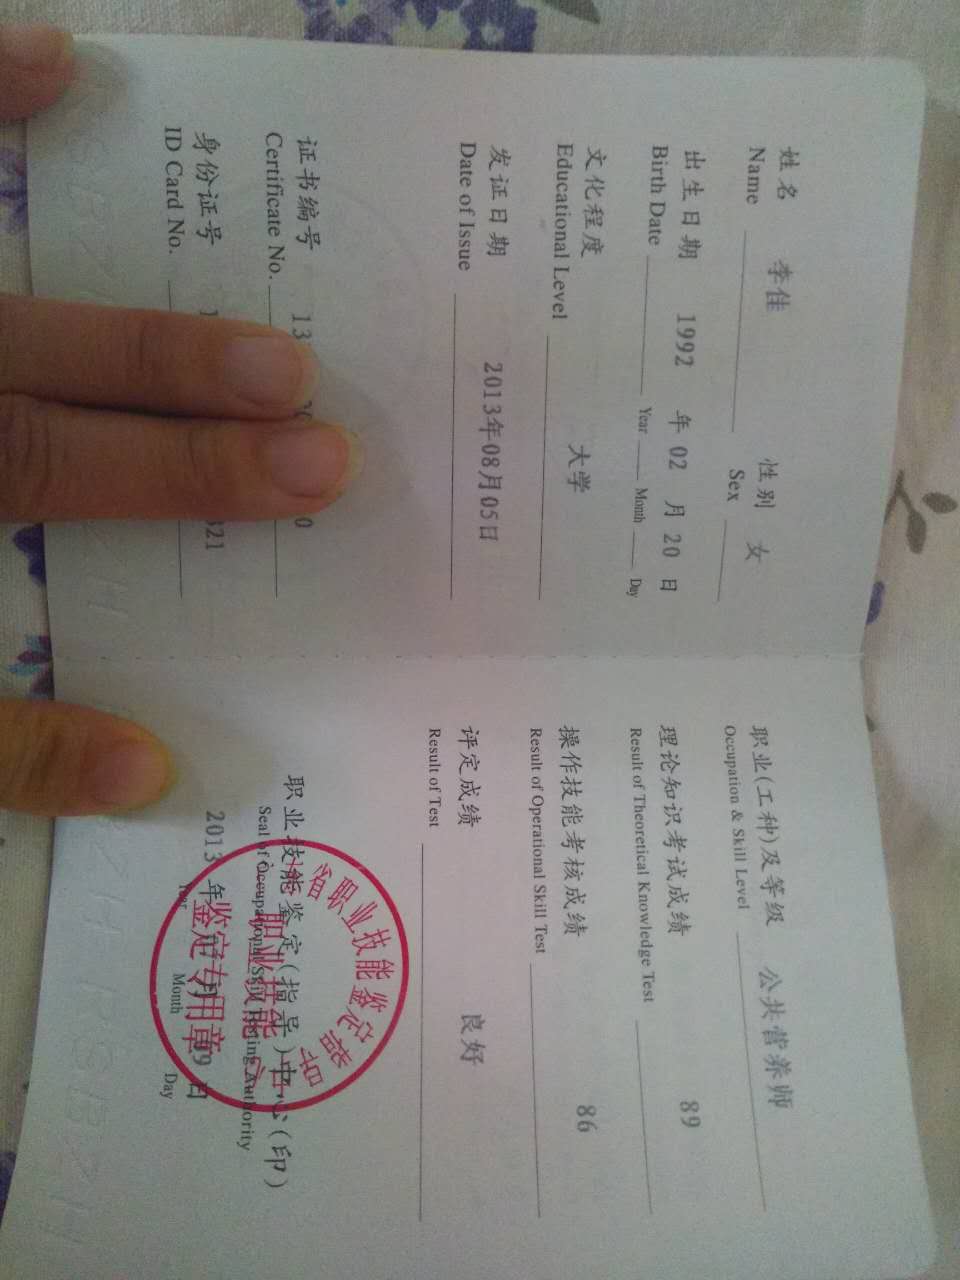 姓名 李佳 性别 女
Name Sex
出生日期 1992 年 02 月 20 日
Birth Date Year Month Day
文化程度 大学
Educational Level
发证日期 2013年08月05日
Date of Issue
证书编号 13 0
Certificate No.
身份证号 1 321
ID Card No.
职业(工种)及等级 公共营养师
Occupation & Skill Level
理论知识考试成绩 89
Result of Theoretical Knowledge Test
操作技能考核成绩 86
Result of Operational Skill Test
评定成绩 良好
Result of Test
职业技能鉴定(指导)中心(印)
Seal of Occupational Skill Testing Authority
2013 年 月 09 日
Year Month Day
省职业技能鉴定指
职业技能
鉴定专用章